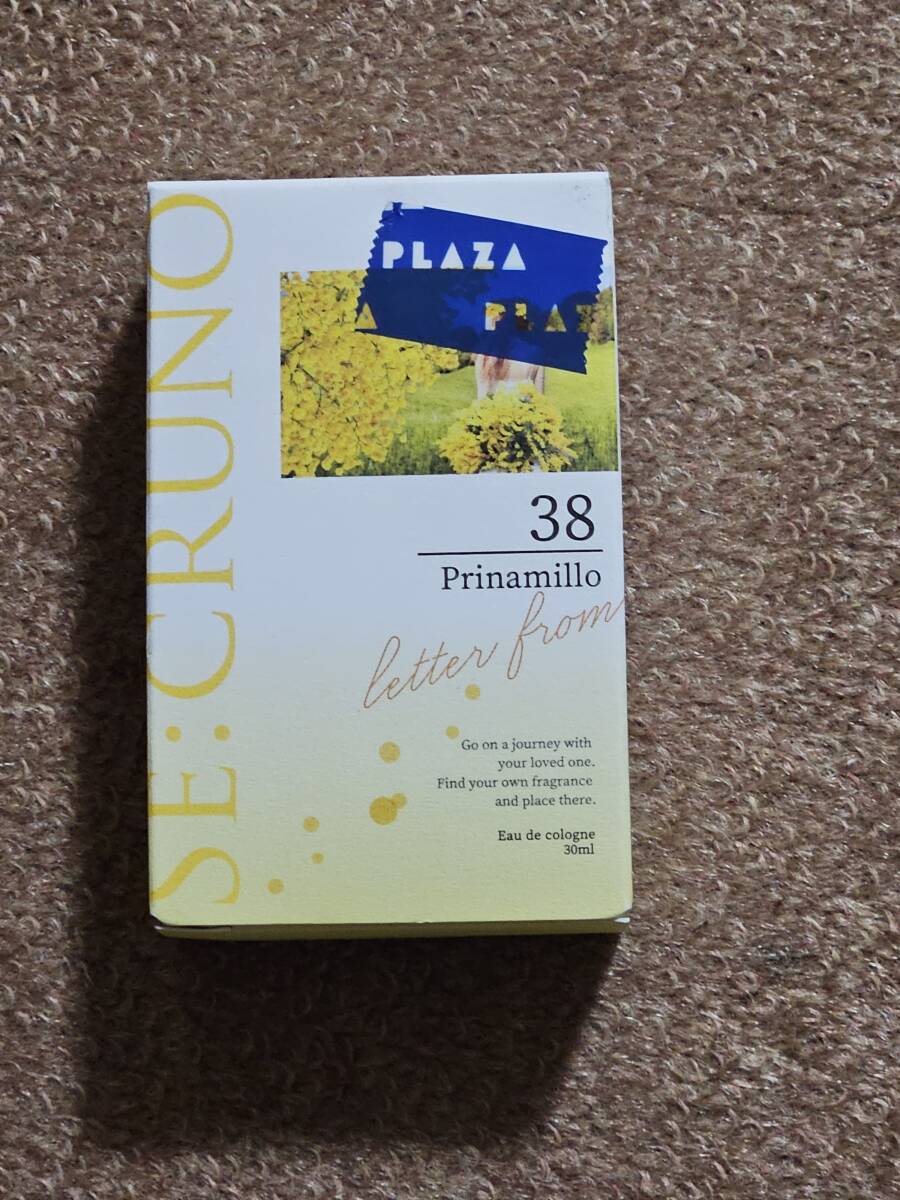 SE:CRUNO
PLAZA
A PLA
38
Prinamillo
letter from
Go on a journey with
your loved one.
Find your own fragrance
and place there.
Eau de cologne
30ml